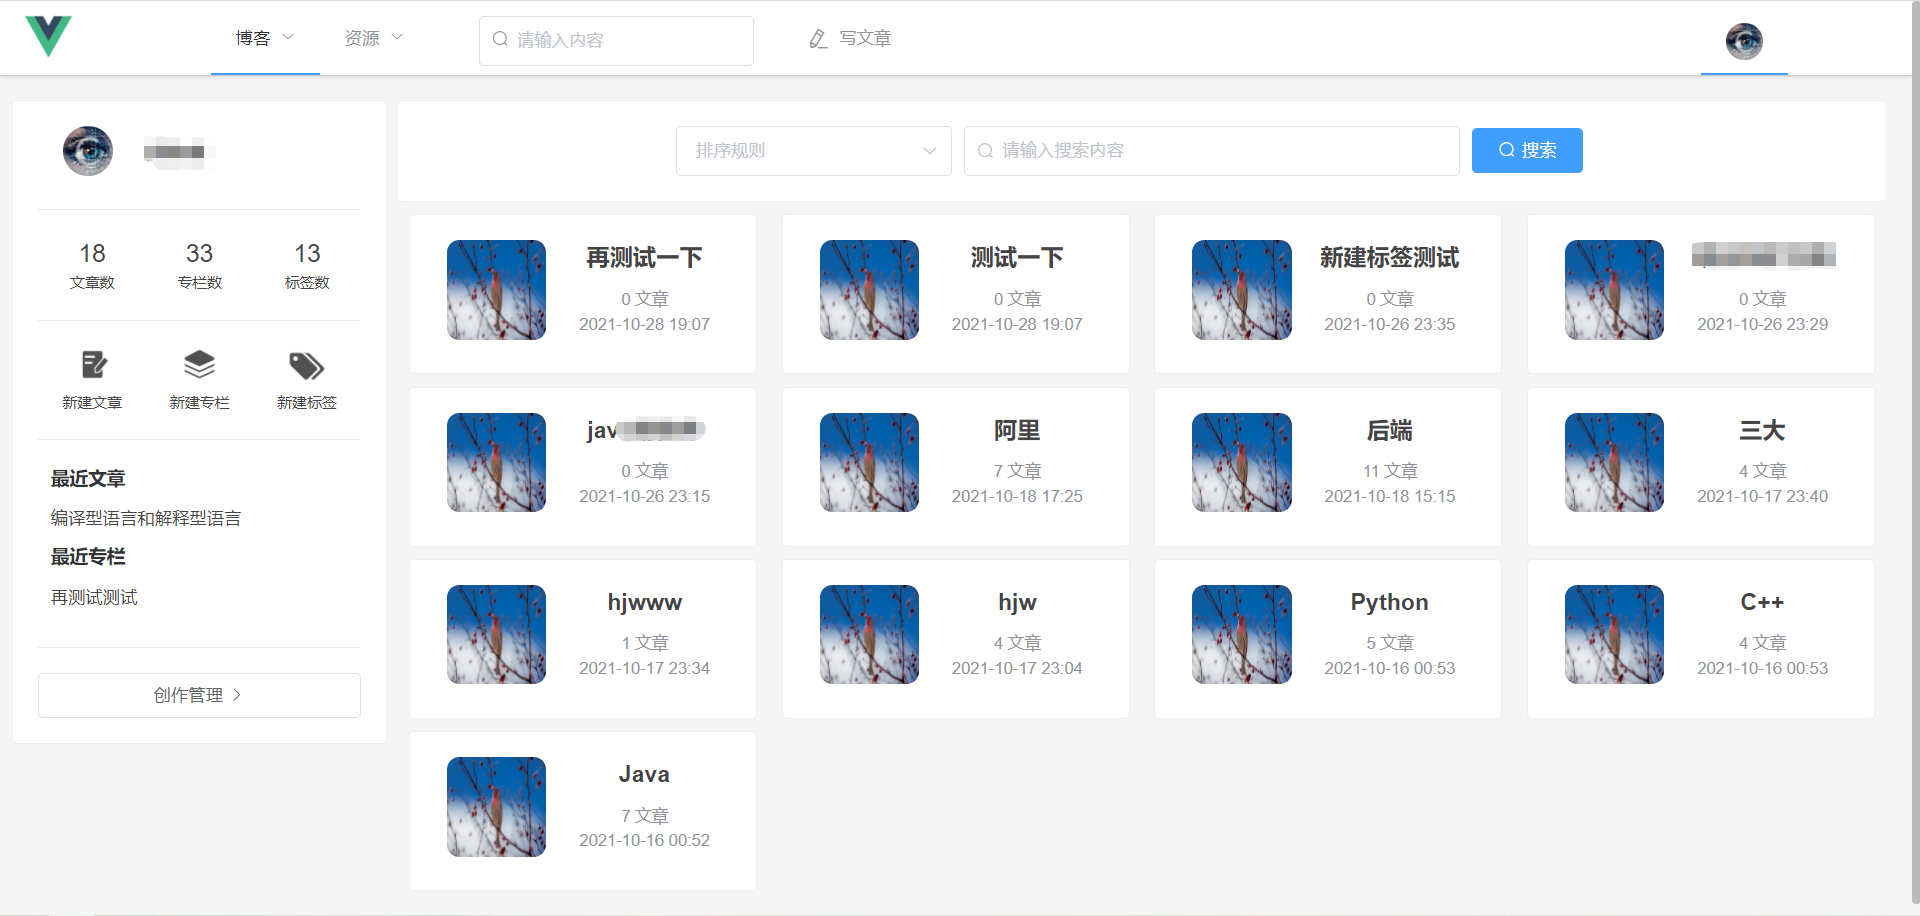 博客
资源
请输入内容
写文章
18
33
13
文章数
专栏数
标签数
新建文章
新建专栏
新建标签
最近文章
编译型语言和解释型语言
最近专栏
再测试测试
创作管理
排序规则
请输入搜索内容
搜索
再测试一下
0 文章
2021-10-28 19:07
测试一下
0 文章
2021-10-28 19:07
新建标签测试
0 文章
2021-10-26 23:35
0 文章
2021-10-26 23:29
0 文章
2021-10-26 23:15
阿里
7 文章
2021-10-18 17:25
后端
11 文章
2021-10-18 15:15
三大
4 文章
2021-10-17 23:40
hjwww
1 文章
2021-10-17 23:34
hjw
4 文章
2021-10-17 23:04
Python
5 文章
2021-10-16 00:53
C++
4 文章
2021-10-16 00:53
Java
7 文章
2021-10-16 00:52